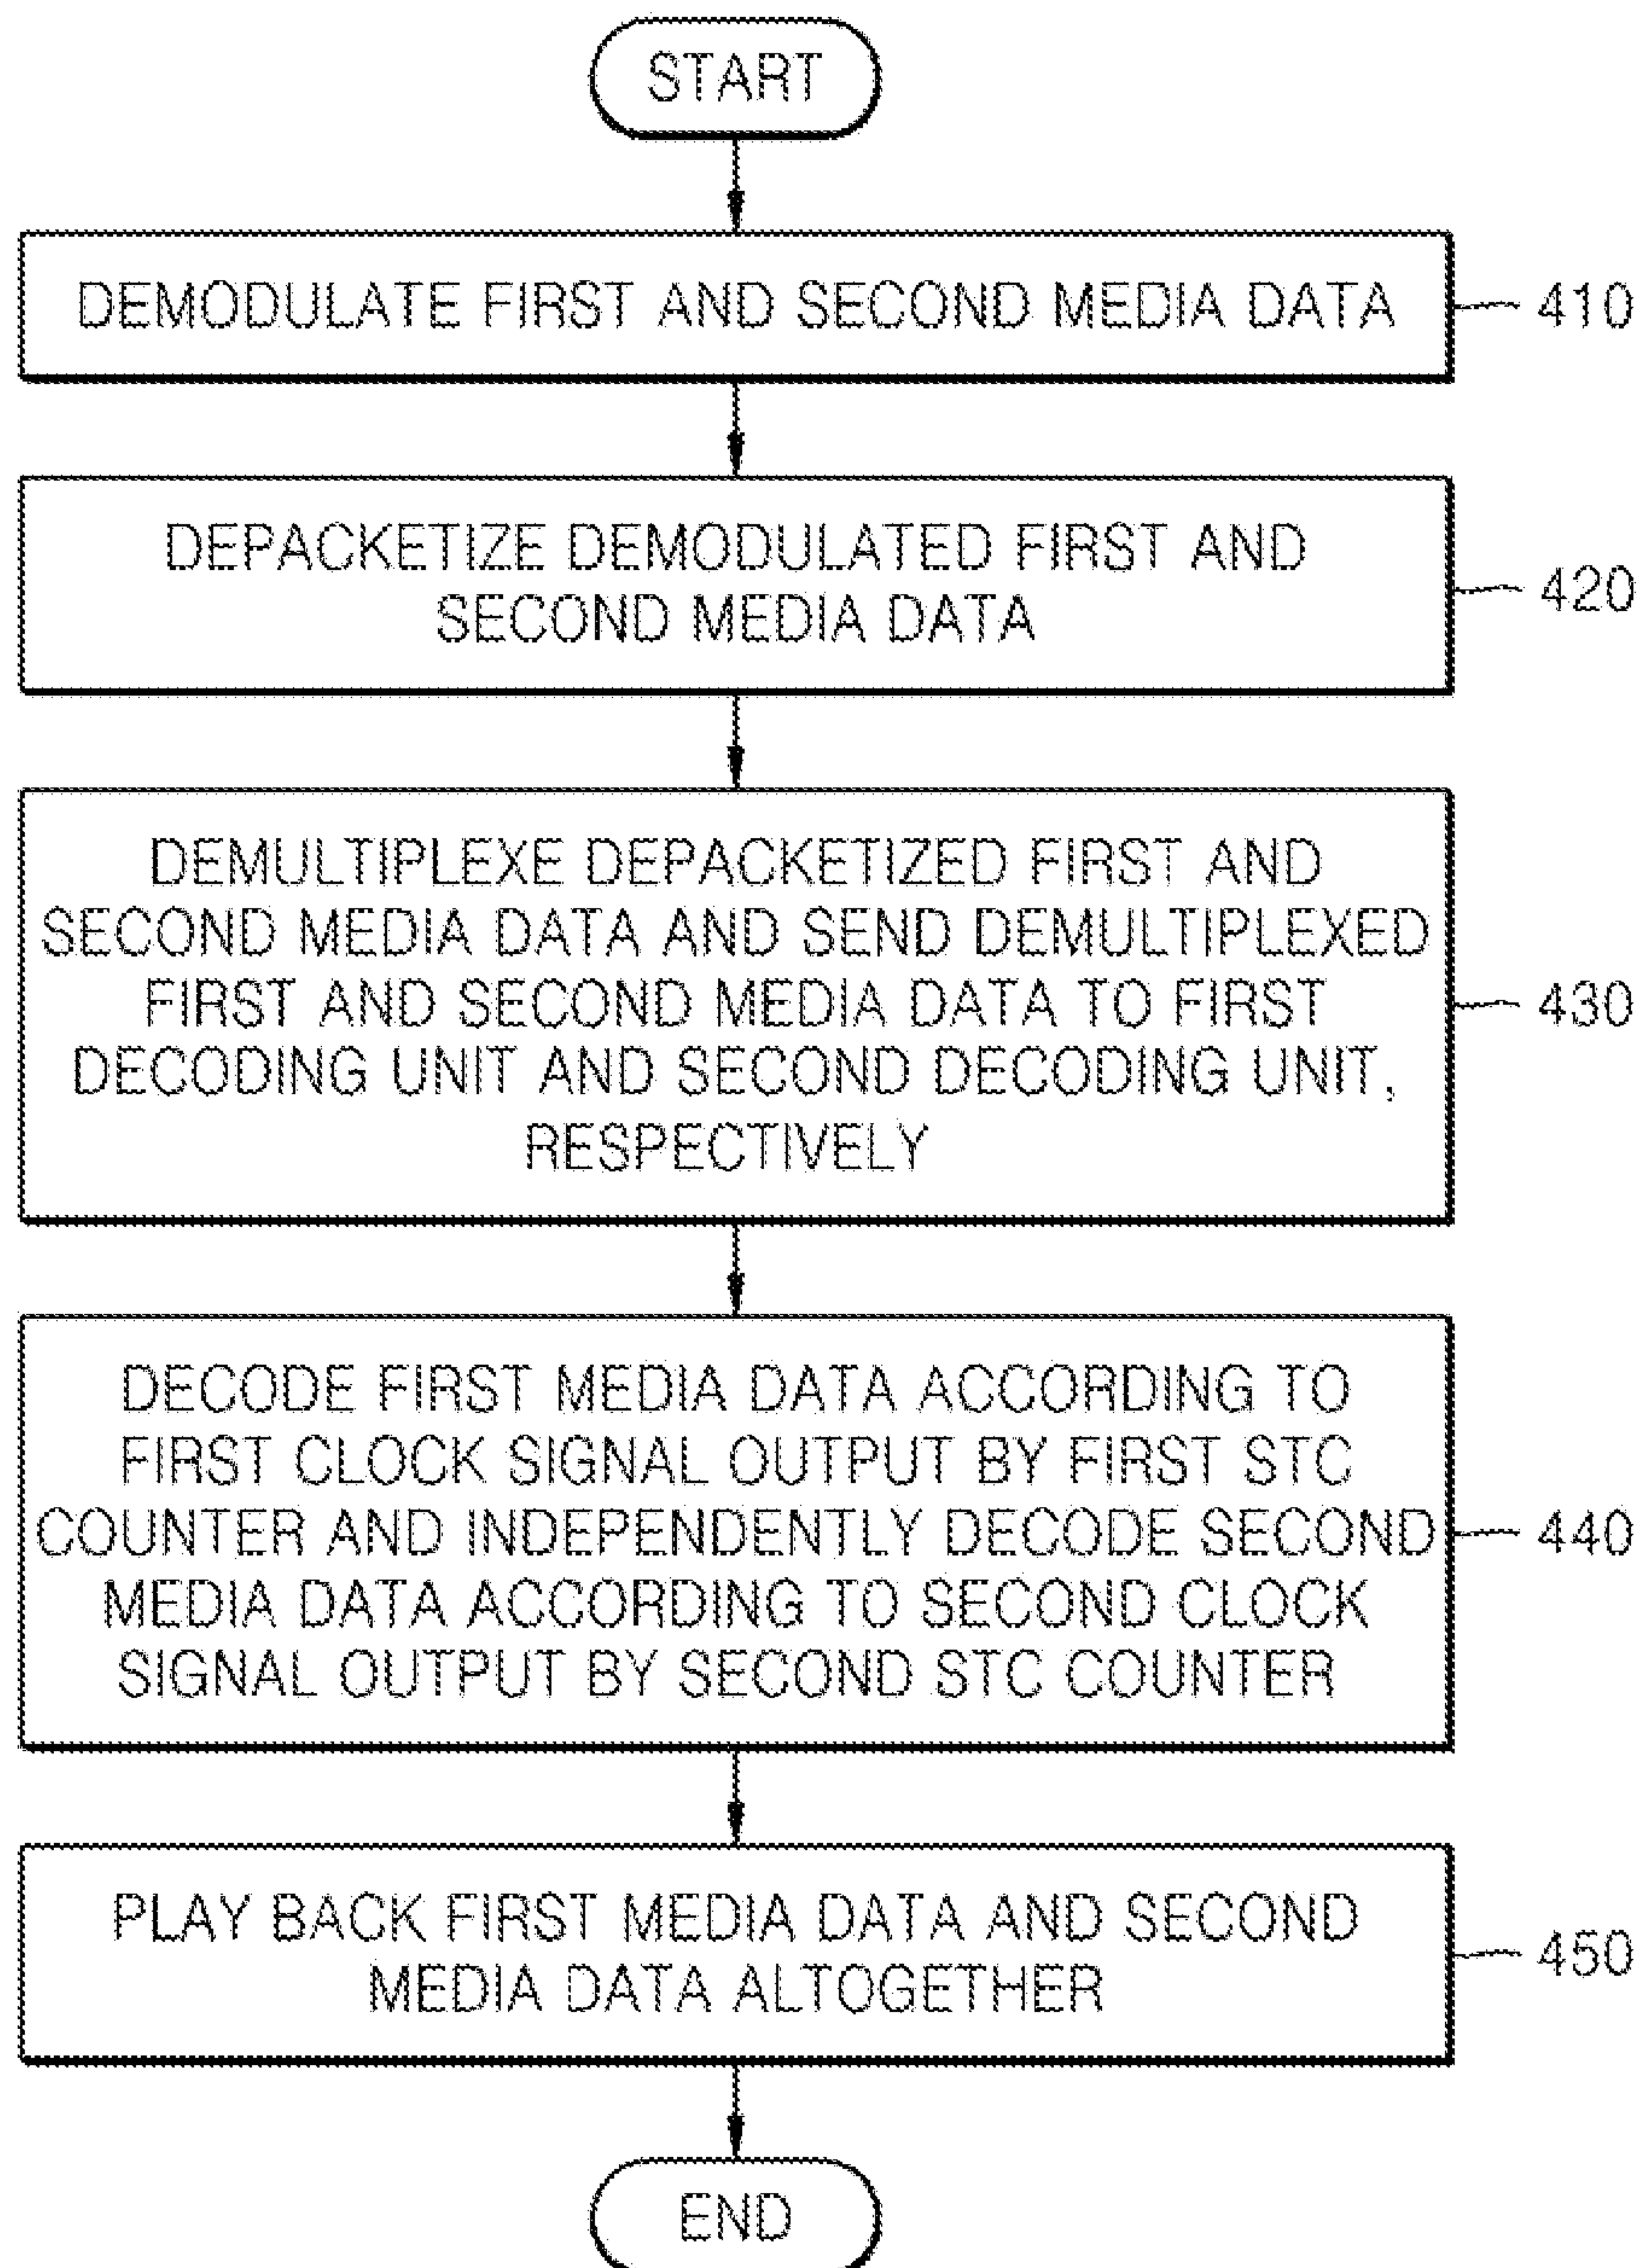 START
DEMODULATE FIRST AND SECOND MEDIA DATA
410
DEPACKETIZE DEMODULATED FIRST AND
SECOND MEDIA DATA
420
DEMULTIPLEXE DEPACKETIZED FIRST AND
SECOND MEDIA DATA AND SEND DEMULTIPLEXED
FIRST AND SECOND MEDIA DATA TO FIRST
DECODING UNIT AND SECOND DECODING UNIT,
RESPECTIVELY
430
DECODE FIRST MEDIA DATA ACCORDING TO
FIRST CLOCK SIGNAL OUTPUT BY FIRST STC
COUNTER AND INDEPENDENTLY DECODE SECOND
MEDIA DATA ACCORDING TO SECOND CLOCK
SIGNAL OUTPUT BY SECOND STC COUNTER
440
PLAY BACK FIRST MEDIA DATA AND SECOND
MEDIA DATA ALTOGETHER
450
END